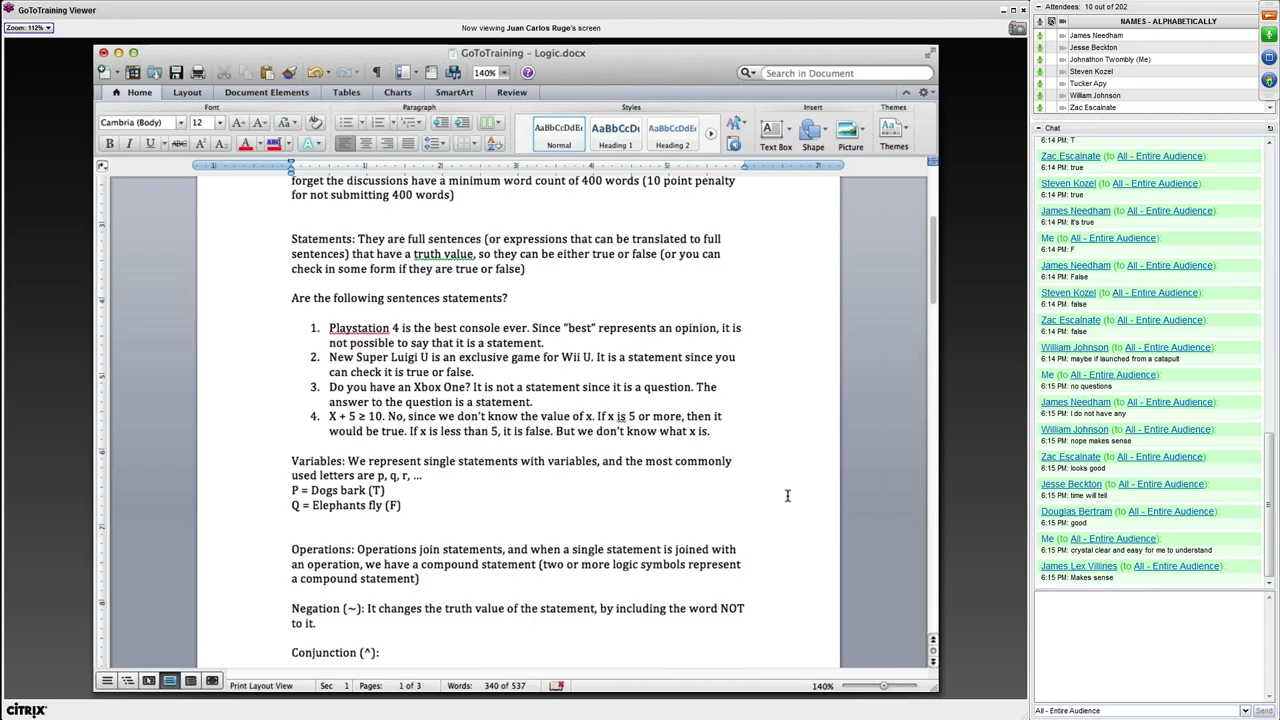 GoToTraining Viewer
Zoom: 112%
Now viewing Juan Carlos Ruge's screen
GoToTraining – Logic.docx
140%
Search in Document
Home Layout Document Elements Tables Charts SmartArt Review
Font Paragraph Styles Insert Themes
Cambria (Body) 12
AaBbCcDdEe AaBbCcDd AaBbCcDdEe
Normal Heading 1 Heading 2
Text Box Shape Picture Themes
forget the discussions have a minimum word count of 400 words (10 point penalty
for not submitting 400 words)
Statements: They are full sentences (or expressions that can be translated to full
sentences) that have a truth value, so they can be either true or false (or you can
check in some form if they are true or false)
Are the following sentences statements?
1. Playstation 4 is the best console ever. Since “best” represents an opinion, it is
not possible to say that it is a statement.
2. New Super Luigi U is an exclusive game for Wii U. It is a statement since you
can check it is true or false.
3. Do you have an Xbox One? It is not a statement since it is a question. The
answer to the question is a statement.
4. X + 5 ≥ 10. No, since we don’t know the value of x. If x is 5 or more, then it
would be true. If x is less than 5, it is false. But we don’t know what x is.
Variables: We represent single statements with variables, and the most commonly
used letters are p, q, r, …
P = Dogs bark (T)
Q = Elephants fly (F)
Operations: Operations join statements, and when a single statement is joined with
an operation, we have a compound statement (two or more logic symbols represent
a compound statement)
Negation (~): It changes the truth value of the statement, by including the word NOT
to it.
Conjunction (^):
Print Layout View Sec 1 Pages: 1 of 3 Words: 340 of 537 140%
CITRIX
Attendees: 10 out of 202
NAMES - ALPHABETICALLY
James Needham
Jesse Beckton
Johnathon Twombly (Me)
Steven Kozel
Tucker Apy
William Johnson
Zac Escalnate
Chat
6:14 PM: T
Zac Escalnate (to All - Entire Audience):
6:14 PM: true
Steven Kozel (to All - Entire Audience):
6:14 PM: true
James Needham (to All - Entire Audience):
6:14 PM: It's true
Me (to All - Entire Audience):
6:14 PM: F
James Needham (to All - Entire Audience):
6:14 PM: False
Steven Kozel (to All - Entire Audience):
6:14 PM: false
Zac Escalnate (to All - Entire Audience):
6:14 PM: false
William Johnson (to All - Entire Audience):
6:14 PM: maybe if launched from a catapult
Me (to All - Entire Audience):
6:15 PM: no questions
James Needham (to All - Entire Audience):
6:15 PM: I do not have any
William Johnson (to All - Entire Audience):
6:15 PM: nope makes sense
Zac Escalnate (to All - Entire Audience):
6:15 PM: looks good
Jesse Beckton (to All - Entire Audience):
6:15 PM: time will tell
Douglas Bertram (to All - Entire Audience):
6:15 PM: good
Me (to All - Entire Audience):
6:15 PM: crystal clear and easy for me to understand
James Lex Villines (to All - Entire Audience):
6:15 PM: Makes sense
All - Entire Audience Send